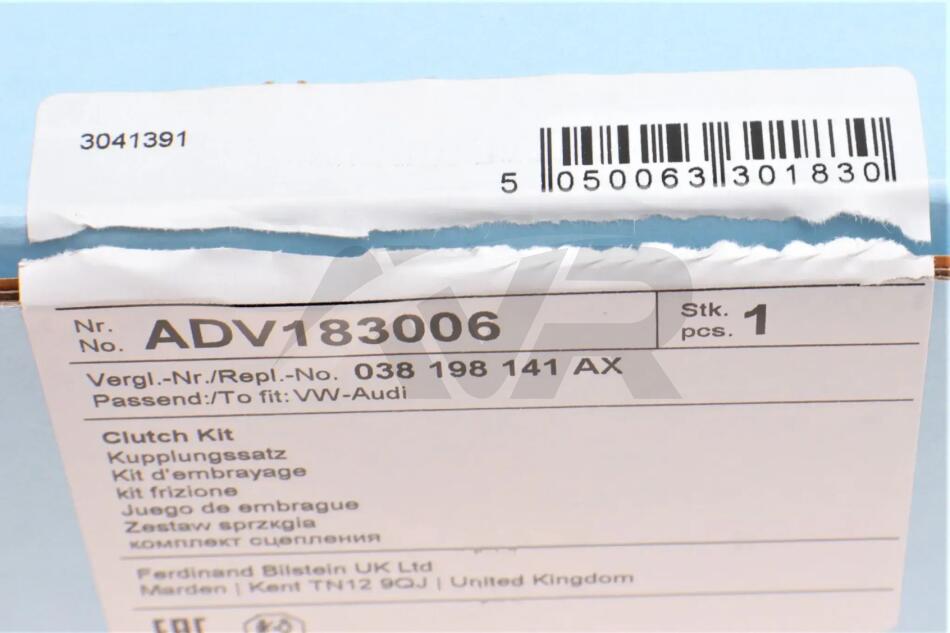 3041391
5 050063 301830
Nr. No. ADV183006 Stk. pcs. 1
Vergl.-Nr./Repl.-No. 038 198 141 AX
Passend:/To fit: VW-Audi
Clutch Kit
Kupplungssatz
Kit d'embrayage
kit frizione
Juego de embrague
Zestaw sprzкgia
комплект сцепления
Ferdinand Bilstein UK Ltd
Marden | Kent TN12 9QJ | United Kingdom
EAC